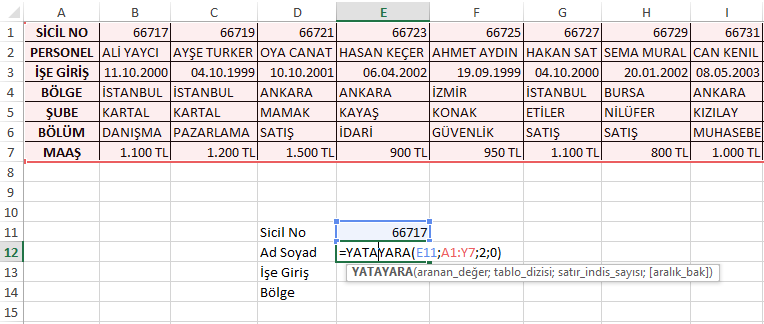 A B C D E F G H I
1 SİCİL NO 66717 66719 66721 66723 66725 66727 66729 66731
2 PERSONEL ALİ YAYCI AYŞE TURKER OYA CANAT HASAN KEÇER AHMET AYDIN HAKAN SAT SEMA MURAL CAN KENIL
3 İŞE GİRİŞ 11.10.2000 04.10.1999 10.10.2001 06.04.2002 19.09.1999 04.10.2000 20.01.2002 08.05.2003
4 BÖLGE İSTANBUL İSTANBUL ANKARA ANKARA İZMİR İSTANBUL BURSA ANKARA
5 ŞUBE KARTAL KARTAL MAMAK KAYAŞ KONAK ETİLER NİLÜFER KIZILAY
6 BÖLÜM DANIŞMA PAZARLAMA SATIŞ İDARİ GÜVENLİK SATIŞ SATIŞ MUHASEBE
7 MAAŞ 1.100 TL 1.200 TL 1.500 TL 900 TL 950 TL 1.100 TL 800 TL 1.000 TL
8
9
10
11 Sicil No 66717
12 Ad Soyad =YATAYARA(E11;A1:Y7;2;0)
13 İşe Giriş YATAYARA(aranan_değer; tablo_dizisi; satır_indis_sayısı; [aralık_bak])
14 Bölge
15